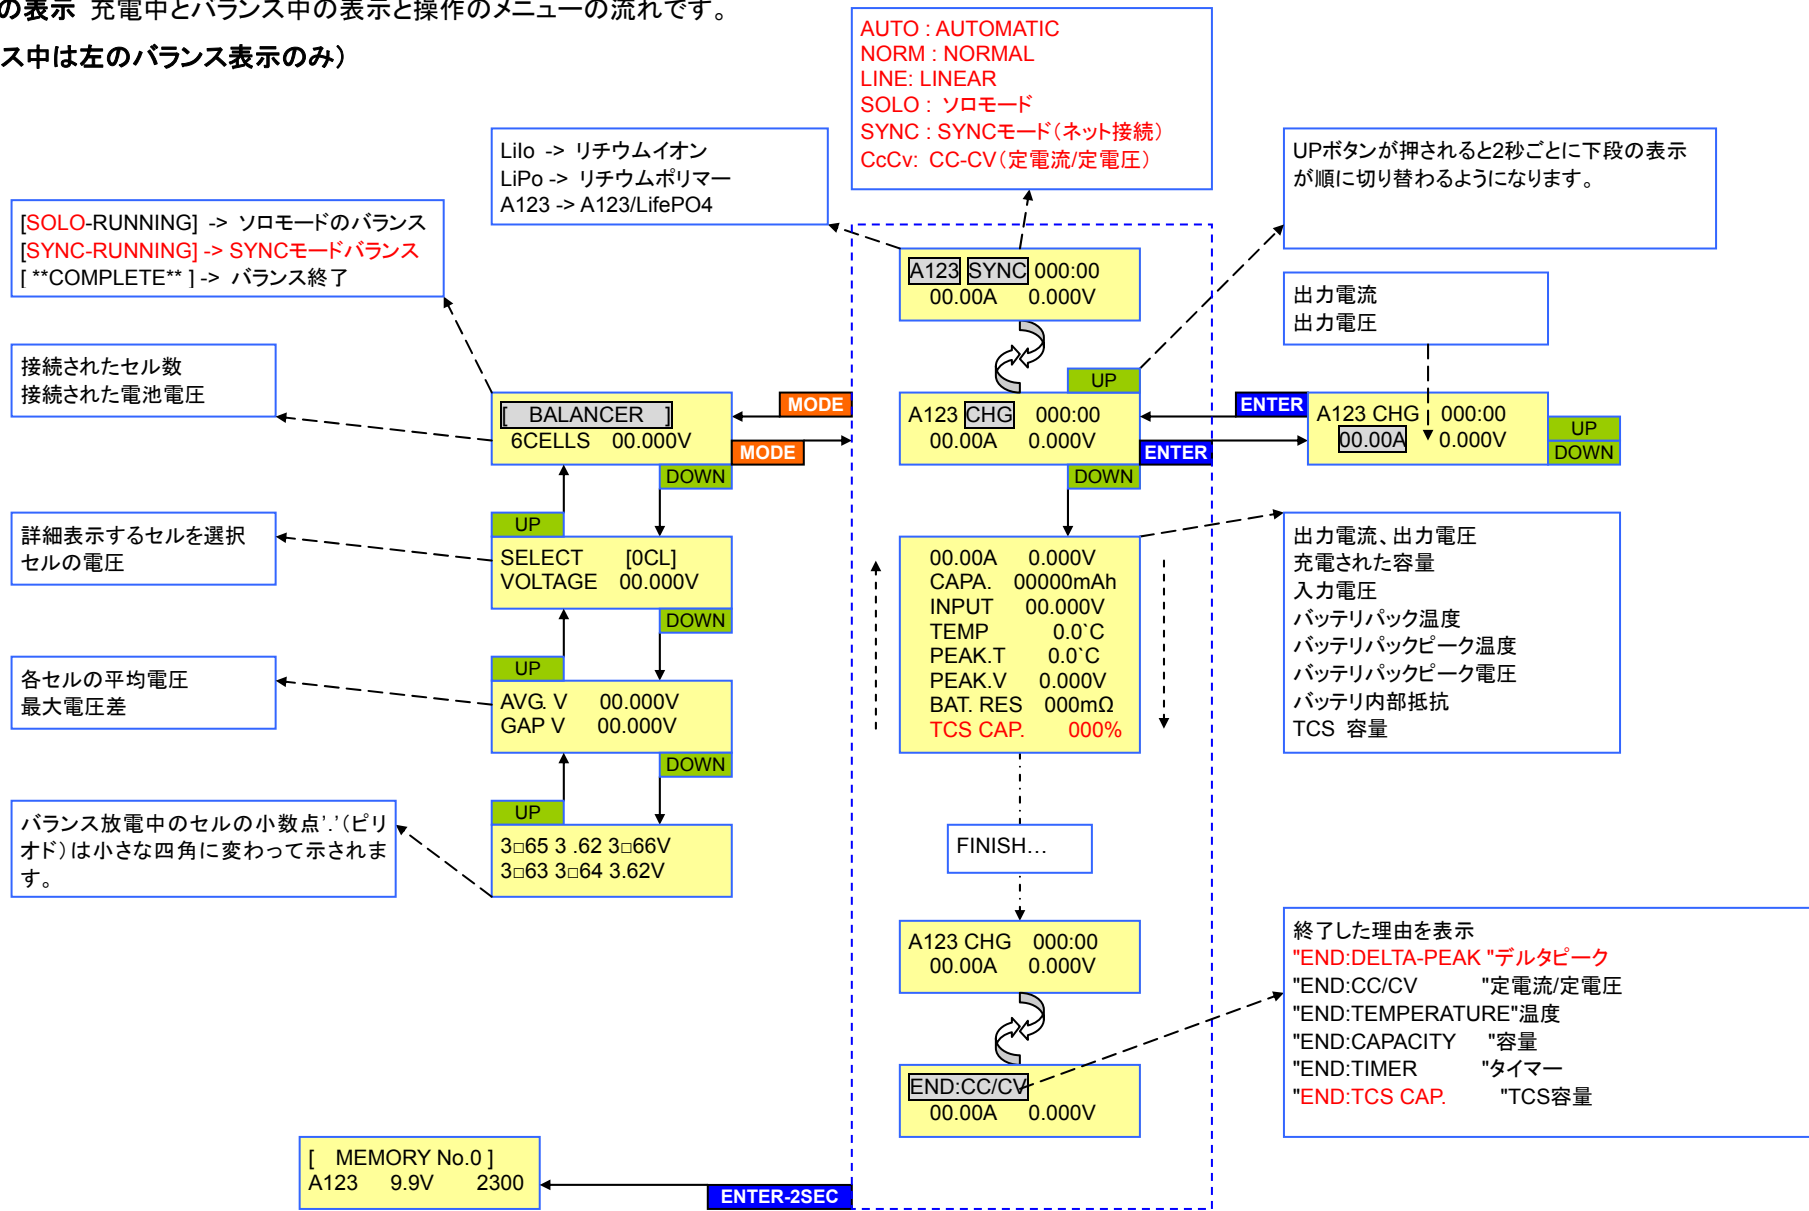 の表示 充電中とバランス中の表示と操作のメニューの流れです。
ス中は左のバランス表示のみ）
AUTO : AUTOMATIC
NORM : NORMAL
LINE: LINEAR
SOLO : ソロモード
SYNC : SYNCモード（ネット接続）
CcCv: CC-CV（定電流/定電圧）
LiIo -> リチウムイオン
LiPo -> リチウムポリマー
A123 -> A123/LifePO4
UPボタンが押されると2秒ごとに下段の表示
が順に切り替わるようになります。
[SOLO-RUNNING] -> ソロモードのバランス
[SYNC-RUNNING] -> SYNCモードバランス
[ **COMPLETE** ] -> バランス終了
A123 SYNC 000:00
00.00A 0.000V
出力電流
出力電圧
接続されたセル数
接続された電池電圧
[ BALANCER ]
6CELLS 00.000V
MODE
MODE
DOWN
UP
A123 CHG 000:00
00.00A 0.000V
ENTER
ENTER
DOWN
A123 CHG 000:00
00.00A 0.000V
UP
DOWN
詳細表示するセルを選択
セルの電圧
UP
SELECT [0CL]
VOLTAGE 00.000V
DOWN
00.00A 0.000V
CAPA. 00000mAh
INPUT 00.000V
TEMP 0.0`C
PEAK.T 0.0`C
PEAK.V 0.000V
BAT. RES 000mΩ
TCS CAP. 000%
出力電流、出力電圧
充電された容量
入力電圧
バッテリパック温度
バッテリパックピーク温度
バッテリパックピーク電圧
バッテリ内部抵抗
TCS 容量
各セルの平均電圧
最大電圧差
UP
AVG. V 00.000V
GAP V 00.000V
DOWN
バランス放電中のセルの小数点’.’（ピリ
オド）は小さな四角に変わって示されま
す。
UP
3□65 3 .62 3□66V
3□63 3□64 3.62V
FINISH…
A123 CHG 000:00
00.00A 0.000V
END:CC/CV
00.00A 0.000V
終了した理由を表示
"END:DELTA-PEAK "デルタピーク
"END:CC/CV "定電流/定電圧
"END:TEMPERATURE"温度
"END:CAPACITY "容量
"END:TIMER "タイマー
"END:TCS CAP. "TCS容量
[ MEMORY No.0 ]
A123 9.9V 2300
ENTER-2SEC